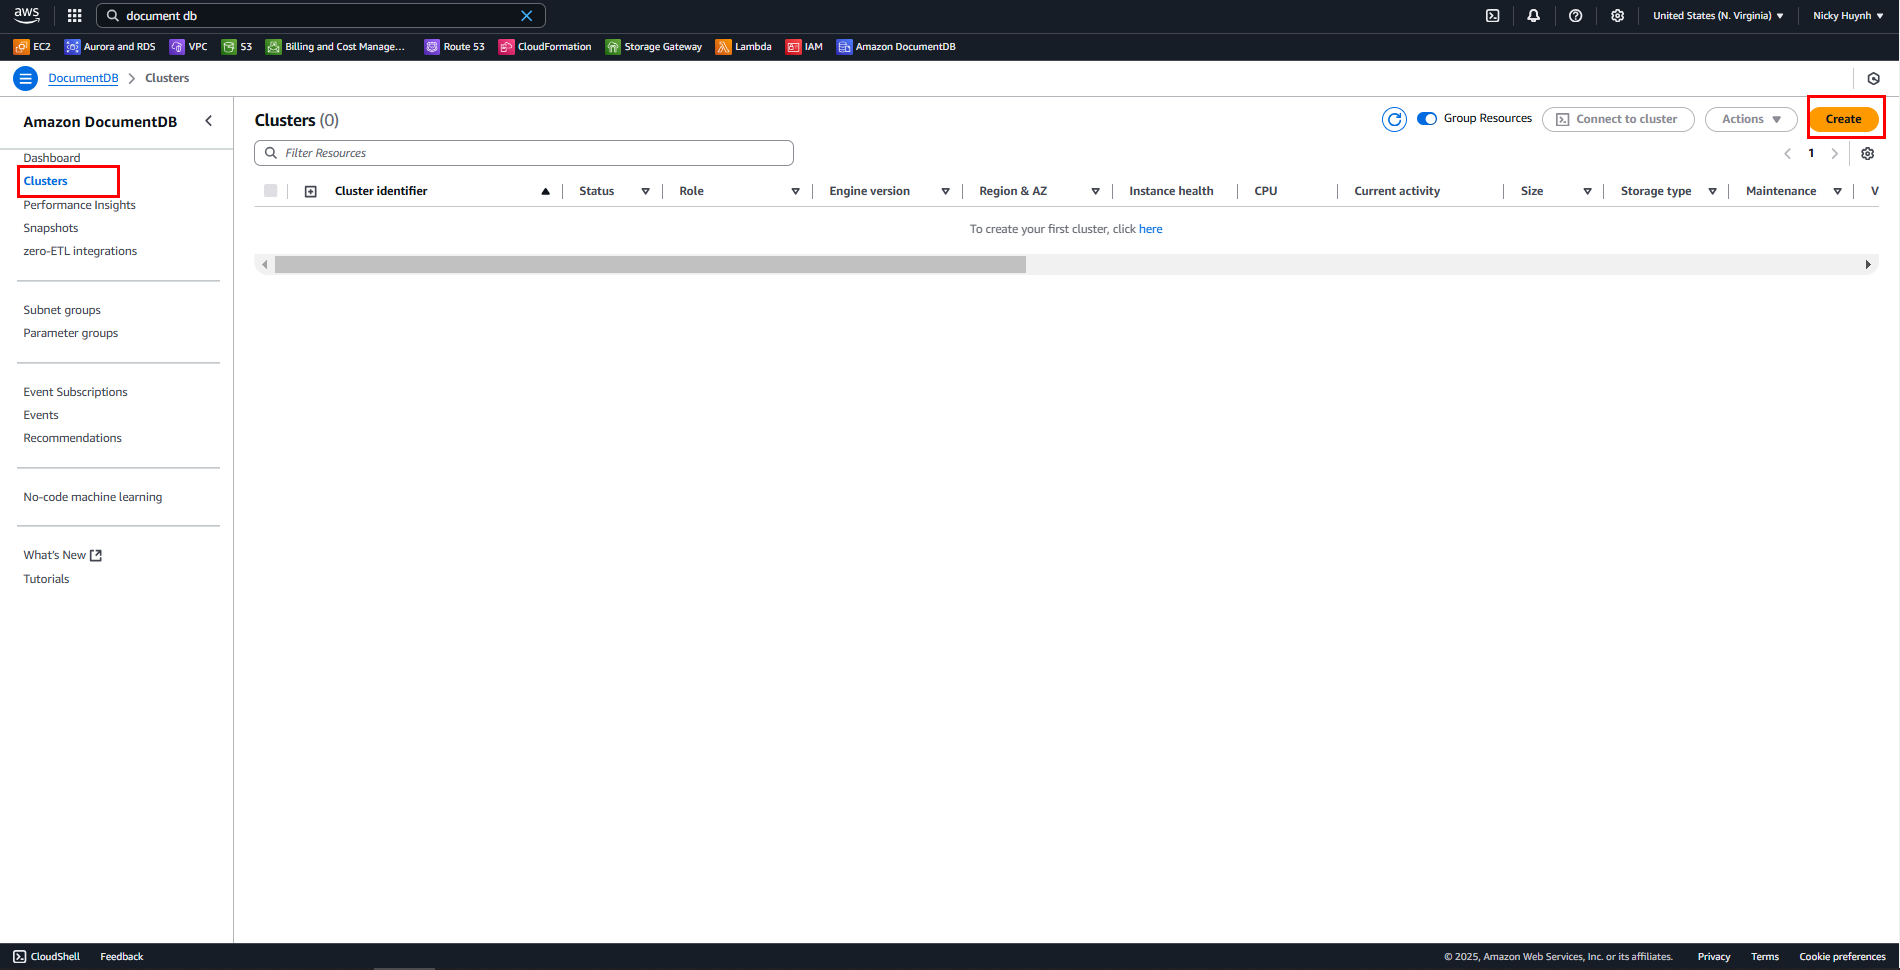 aws
document db
United States (N. Virginia)
Nicky Huynh
EC2 Aurora and RDS VPC S3 Billing and Cost Manage... Route 53 CloudFormation Storage Gateway Lambda IAM Amazon DocumentDB
DocumentDB > Clusters
Amazon DocumentDB
Dashboard
Clusters
Performance Insights
Snapshots
zero-ETL integrations
Subnet groups
Parameter groups
Event Subscriptions
Events
Recommendations
No-code machine learning
What's New
Tutorials
Clusters (0)
Group Resources
Connect to cluster
Actions
Create
Filter Resources
1
Cluster identifier Status Role Engine version Region & AZ Instance health CPU Current activity Size Storage type Maintenance V
To create your first cluster, click here
CloudShell Feedback
© 2025, Amazon Web Services, Inc. or its affiliates. Privacy Terms Cookie preferences